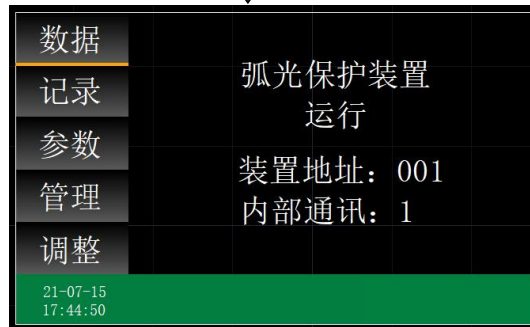 数据
记录
参数
管理
调整
弧光保护装置
运行
装置地址：001
内部通讯：1
21-07-15
17:44:50